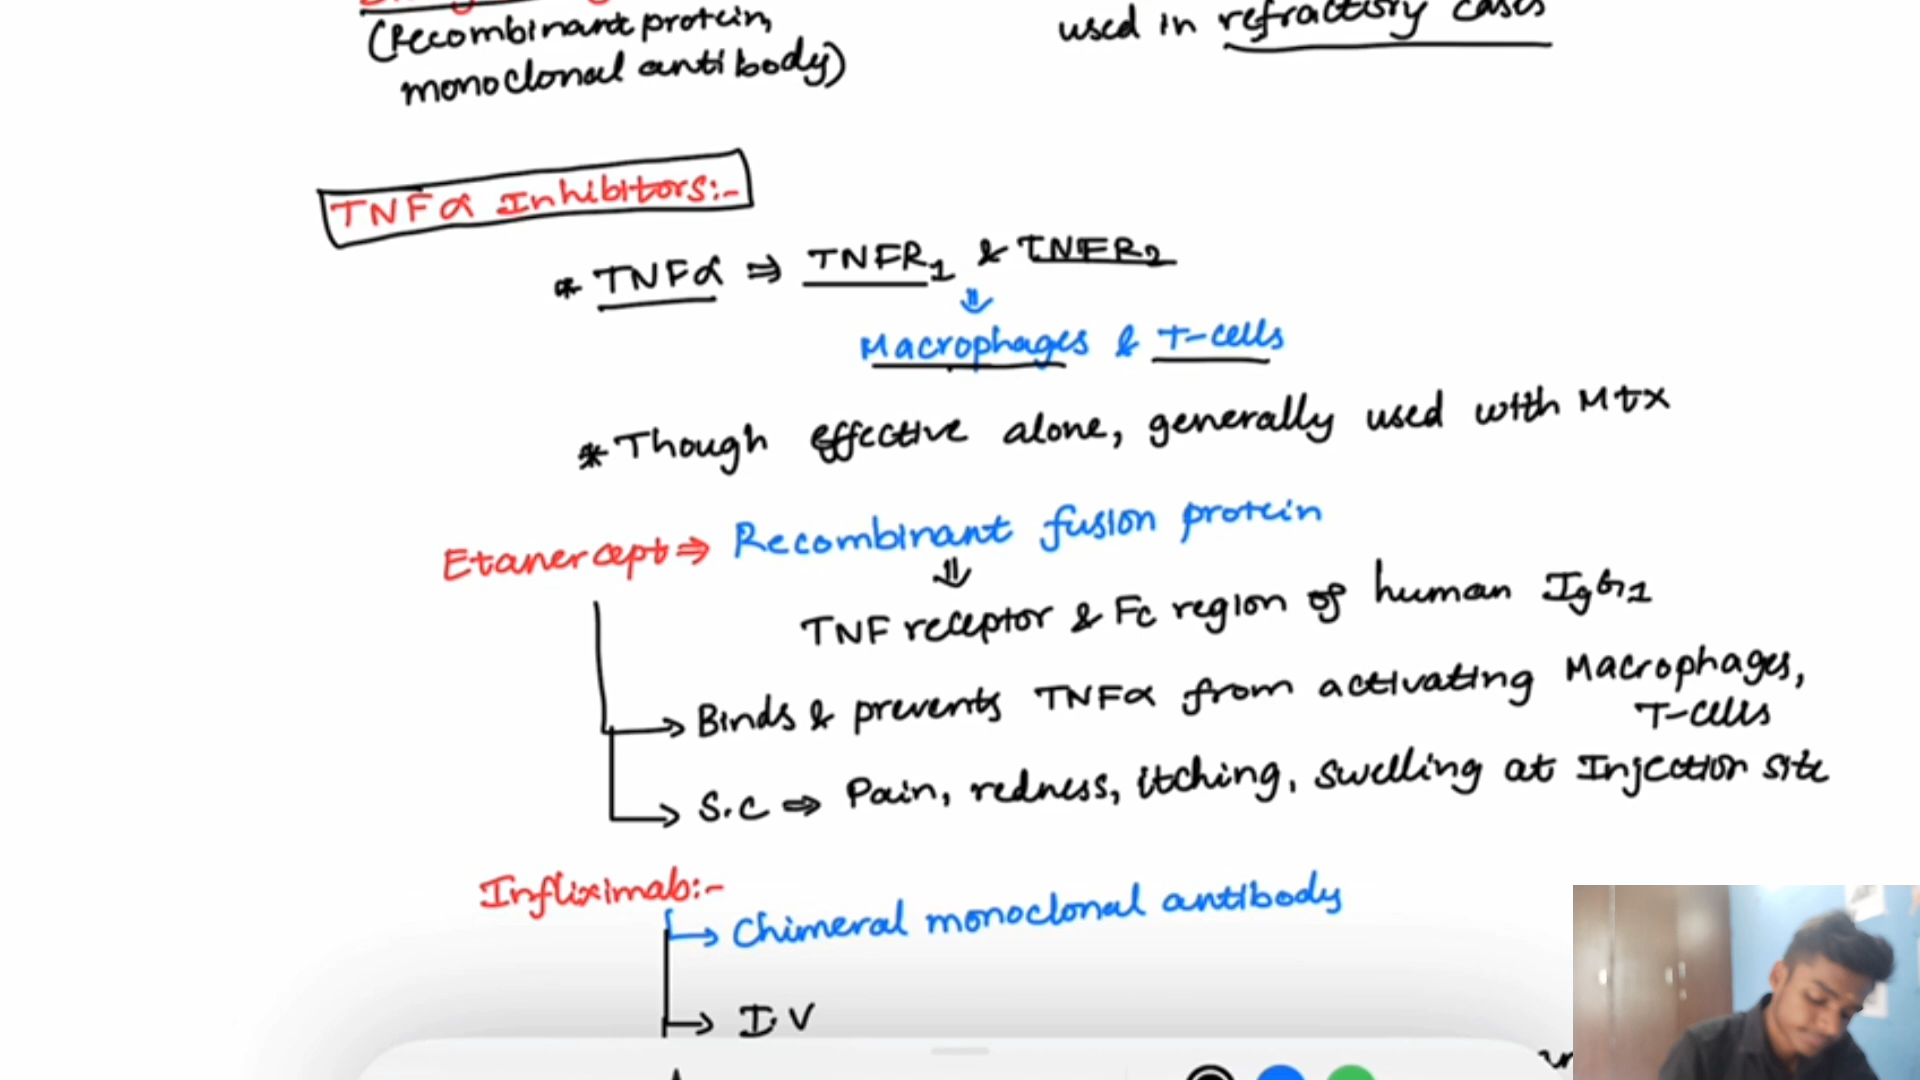 (Recombinant protein,
monoclonal antibody)
used in refractory cases
TNFα Inhibitors:-
* TNFα ⇒ TNFR1 & TNFR2
⇓
Macrophages & T-cells
* Though effective alone, generally used with Mtx
Etanercept ⇒ Recombinant fusion protein
⇓
TNF receptor & Fc region of human IgG1
→ Binds & prevents TNFα from activating Macrophages,
T-cells
→ S.C ⇒ Pain, redness, itching, swelling at Injection site
Infliximab:-
→ Chimeral monoclonal antibody
→ I.V